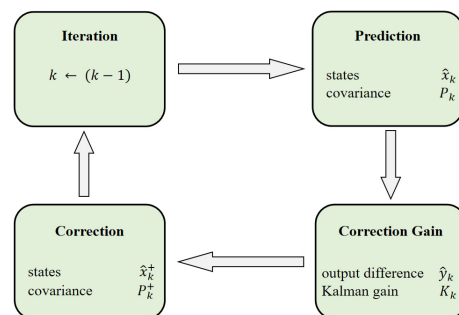 Iteration
k ← (k − 1)
Prediction
states x̂ₖ
covariance Pₖ
Correction
states x̂ₖ⁺
covariance Pₖ⁺
Correction Gain
output difference ŷₖ
Kalman gain Kₖ